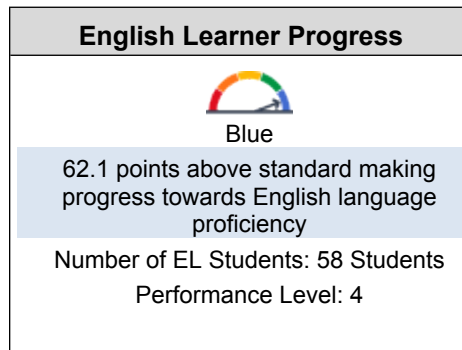 English Learner Progress
Blue
62.1 points above standard making
progress towards English language
proficiency
Number of EL Students: 58 Students
Performance Level: 4